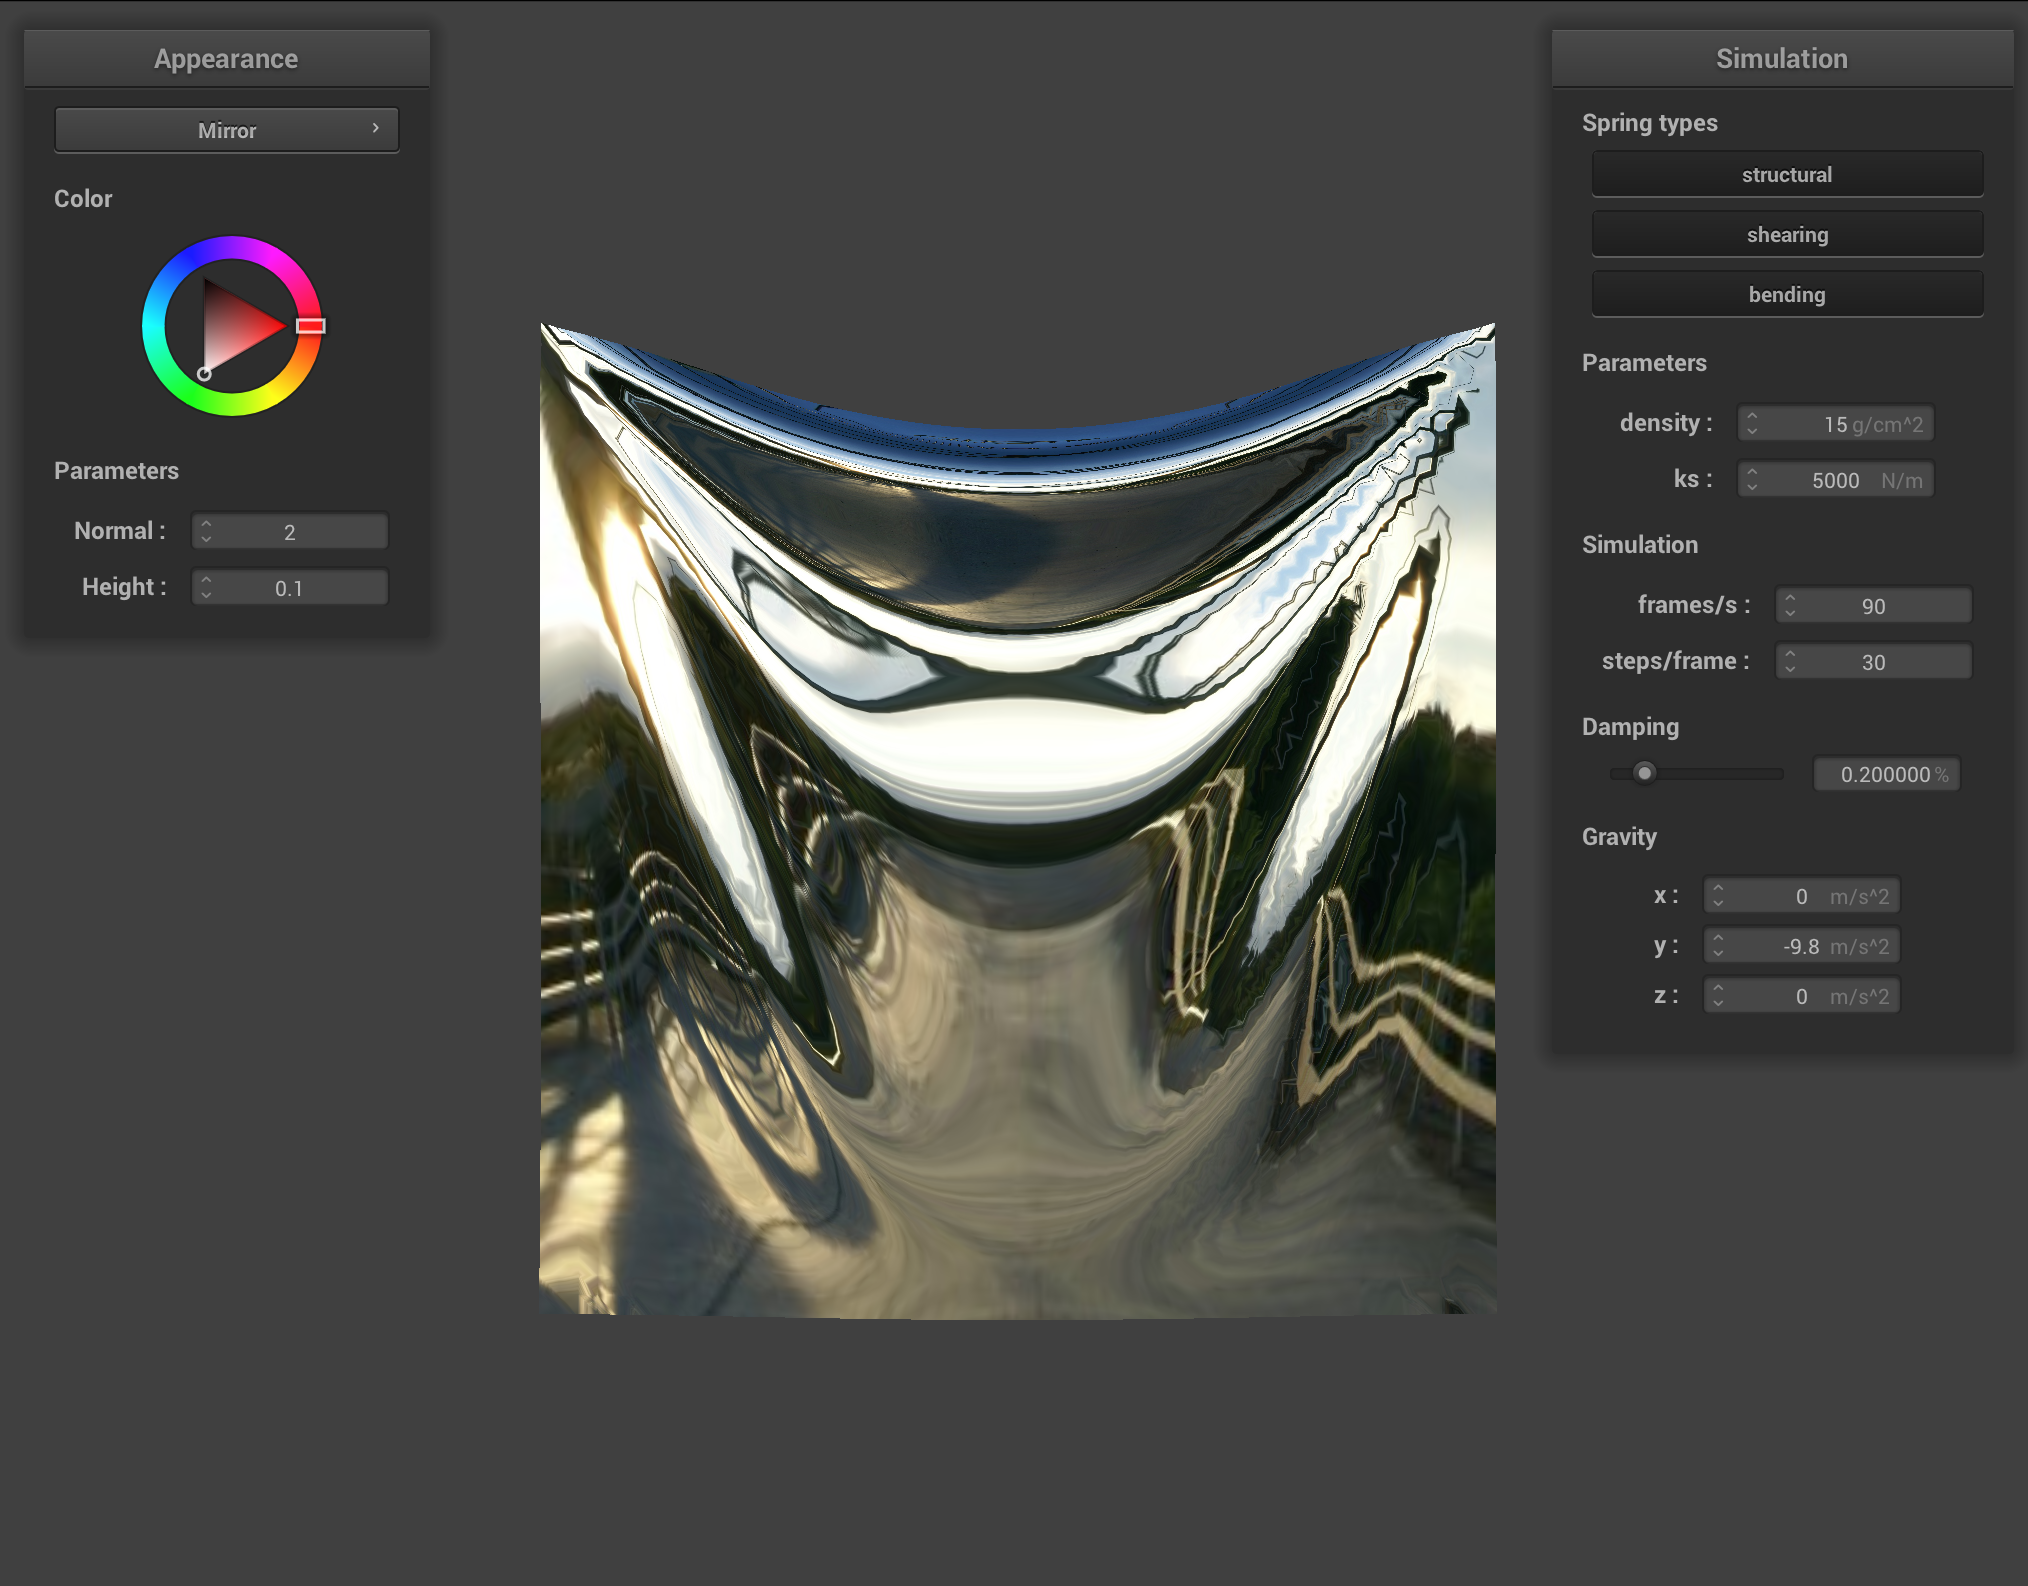 Appearance
Mirror
Color
Parameters
Normal : 2
Height : 0.1
Simulation
Spring types
structural
shearing
bending
Parameters
density : 15 g/cm^2
ks : 5000 N/m
Simulation
frames/s : 90
steps/frame : 30
Damping
0.200000 %
Gravity
x : 0 m/s^2
y : -9.8 m/s^2
z : 0 m/s^2